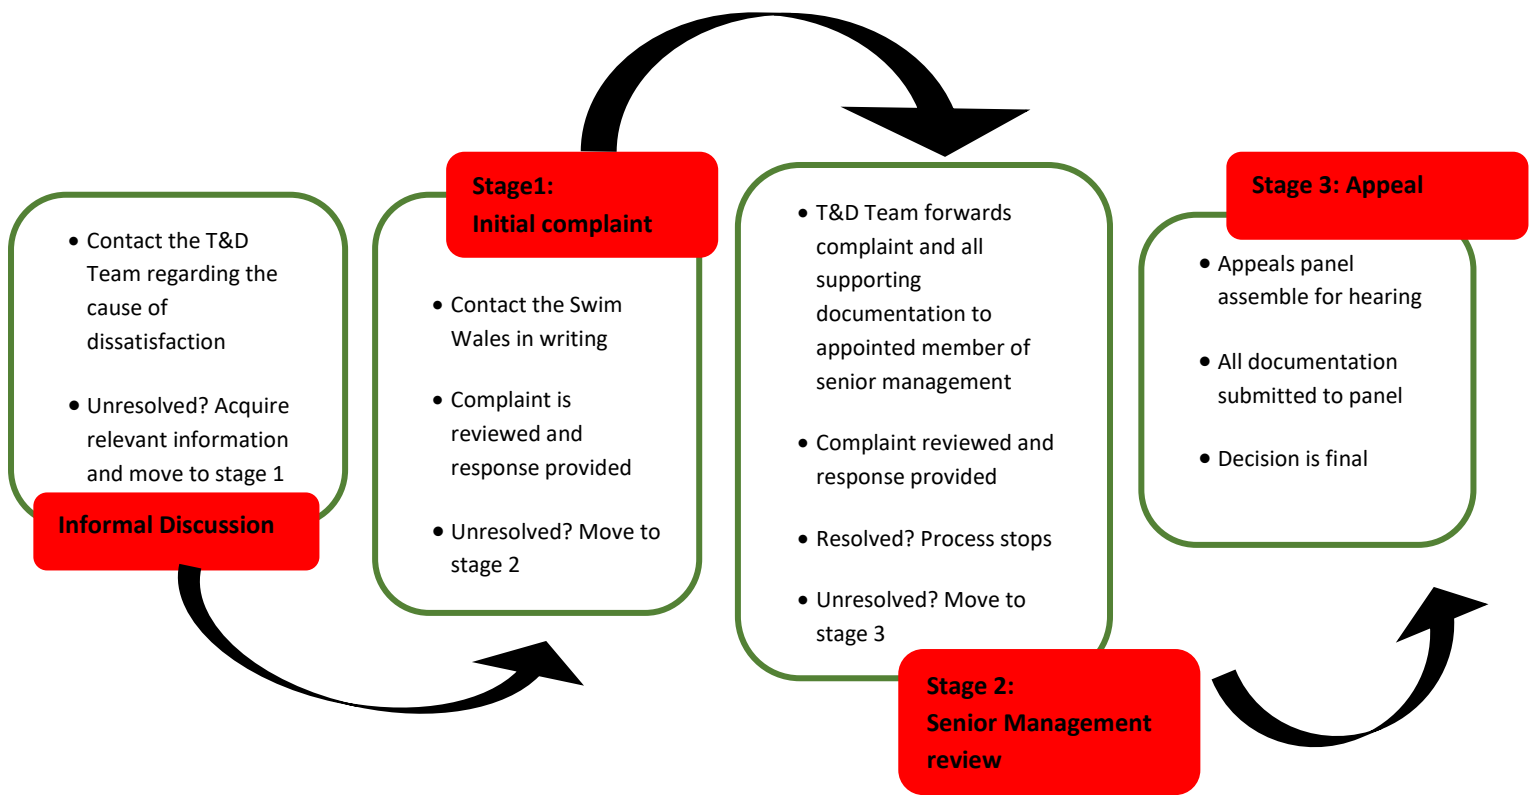 • Contact the T&D
Team regarding the
cause of
dissatisfaction
• Unresolved? Acquire
relevant information
and move to stage 1
Informal Discussion
Stage1:
Initial complaint
• Contact the Swim
Wales in writing
• Complaint is
reviewed and
response provided
• Unresolved? Move to
stage 2
• T&D Team forwards
complaint and all
supporting
documentation to
appointed member of
senior management
• Complaint reviewed and
response provided
• Resolved? Process stops
• Unresolved? Move to
stage 3
Stage 2:
Senior Management
review
Stage 3: Appeal
• Appeals panel
assemble for hearing
• All documentation
submitted to panel
• Decision is final